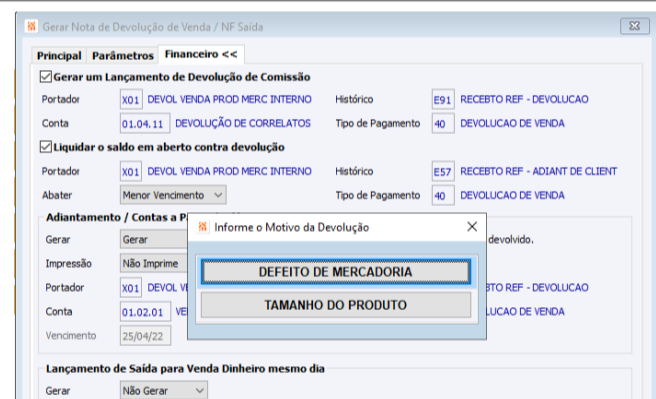 Gerar Nota de Devolução de Venda / NF Saída
Principal Parâmetros Financeiro <<
Gerar um Lançamento de Devolução de Comissão
Portador X01 DEVOL VENDA PROD MERC INTERNO Histórico E91 RECEBTO REF - DEVOLUCAO
Conta 01.04.11 DEVOLUÇÃO DE CORRELATOS Tipo de Pagamento 40 DEVOLUCAO DE VENDA
Liquidar o saldo em aberto contra devolução
Portador X01 DEVOL VENDA PROD MERC INTERNO Histórico E57 RECEBTO REF - ADIANT DE CLIENT
Abater Menor Vencimento Tipo de Pagamento 40 DEVOLUCAO DE VENDA
Adiantamento / Contas a P
Informe o Motivo da Devolução
Gerar Gerar devolvido.
DEFEITO DE MERCADORIA
Impressão Não Imprime
Portador X01 DEVOL VE BTO REF - DEVOLUCAO
TAMANHO DO PRODUTO
Conta 01.02.01 VE LUCAO DE VENDA
Vencimento 25/04/22
Lançamento de Saída para Venda Dinheiro mesmo dia
Gerar Não Gerar